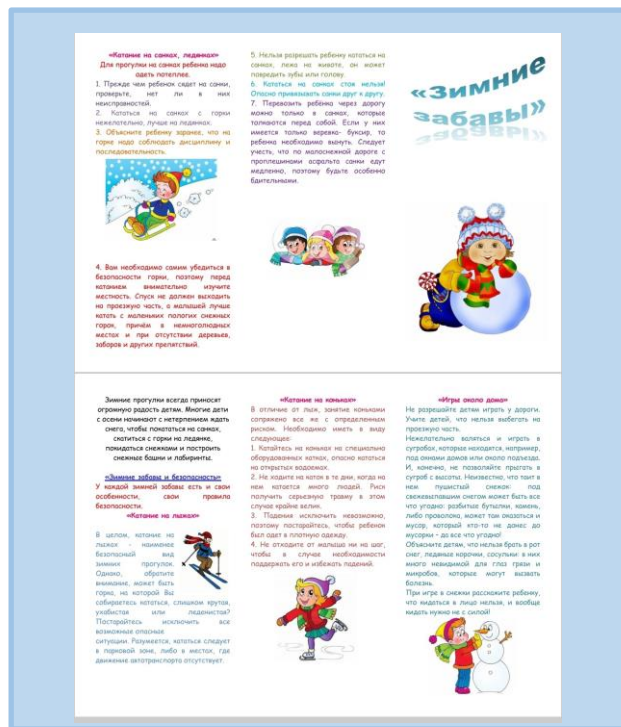 «Катание на санках, ледянках»
Для прогулки на санках ребенка надо
одеть потеплее.
1. Прежде чем ребенок сядет на санки,
проверьте, нет ли в них
неисправностей.
2. Кататься на санках с горки
нежелательно, лучше на ледянках.
3. Объясните ребенку заранее, что на
горке надо соблюдать дисциплину и
последовательность.
4. Вам необходимо самим убедиться в
безопасности горки, поэтому перед
катанием внимательно изучите
местность. Спуск не должен выходить
на проезжую часть, а малышей лучше
катать с маленьких пологих снежных
горок, причём в немноголюдных
местах и при отсутствии деревьев,
заборов и других препятствий.
5. Нельзя разрешать ребенку кататься на
санках, лежа на животе, он может
повредить зубы или голову.
6. Кататься на санках стоя нельзя!
Опасно привязывать санки друг к другу.
7. Перевозить ребёнка через дорогу
можно только в санках, которые
толкаются перед собой. Если у них
имеется только веревка- буксир, то
ребенка необходимо вынуть. Следует
учесть, что по малоснежной дороге с
проплешинами асфальта санки едут
медленно, поэтому будьте особенно
бдительными.
«Зимние
забавы»
Зимние прогулки всегда приносят
огромную радость детям. Многие дети
с осени начинают с нетерпением ждать
снега, чтобы покататься на санках,
скатиться с горки на ледянке,
покидаться снежками и построить
снежные башни и лабиринты.
«Зимние забавы и безопасность»
У каждой зимней забавы есть и свои
особенности, свои правила
безопасности.
«Катание на лыжах»
В целом, катание на
лыжах - наименее
безопасный вид
зимних прогулок.
Однако, обратите
внимание, может быть
горка, на которой Вы
собираетесь кататься, слишком крутая,
ухабистая или ледянистая?
Постарайтесь исключить все
возможные опасные
ситуации. Разумеется, кататься следует
в парковой зоне, либо в местах, где
движение автотранспорта отсутствует.
«Катание на коньках»
В отличие от лыж, занятие коньками
сопряжено все же с определенным
риском. Необходимо иметь в виду
следующее:
1. Катайтесь на коньках на специально
оборудованных катках, опасно кататься
на открытых водоемах.
2. Не ходите на каток в те дни, когда на
нем катается много людей. Риск
получить серьезную травму в этом
случае крайне велик.
3. Падения исключить невозможно,
поэтому постарайтесь, чтобы ребенок
был одет в плотную одежду.
4. Не отходите от малыша ни на шаг,
чтобы в случае необходимости
поддержать его и избежать падений.
«Игры около дома»
Не разрешайте детям играть у дороги.
Учите детей, что нельзя выбегать на
проезжую часть.
Нежелательно валяться и играть в
сугробах, которые находятся, например,
под окнами домов или около подъезда.
И, конечно, не позволяйте прыгать в
сугроб с высоты. Неизвестно, что таит в
нем пушистый снежок: под
свежевыпавшим снегом может быть все
что угодно: разбитые бутылки, камень,
либо проволока, может там оказаться и
мусор, который кто-то не донес до
мусорки – да все что угодно!
Объясните детям, что нельзя брать в рот
снег, ледяные корочки, сосульки: в них
много невидимой для глаз грязи и
микробов, которые могут вызвать
болезнь.
При игре в снежки расскажите ребенку,
что кидаться в лицо нельзя, и вообще
кидать нужно не с силой!